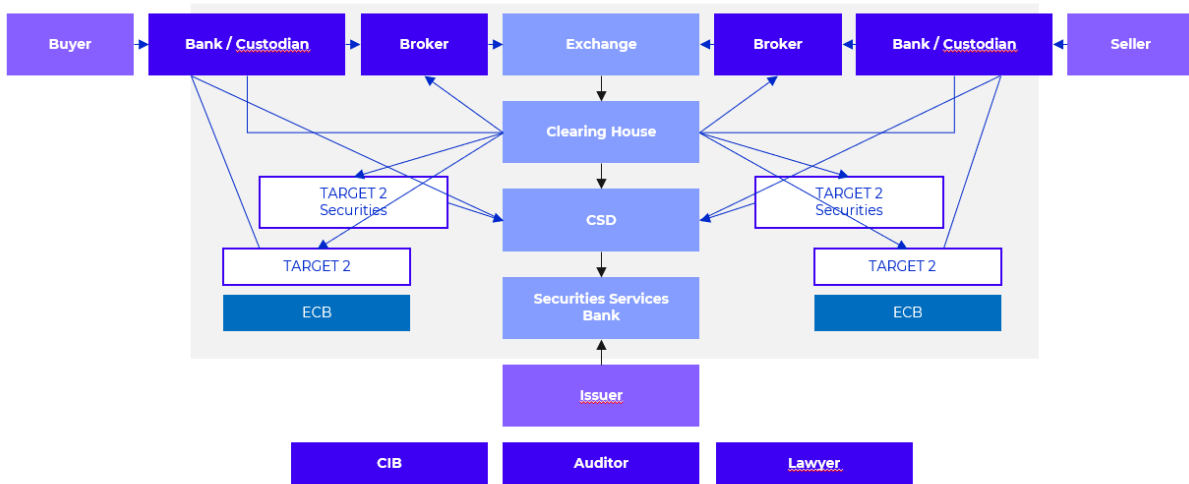 Buyer
Bank / Custodian
Broker
Exchange
Broker
Bank / Custodian
Seller
Clearing House
TARGET 2
Securities
CSD
TARGET 2
Securities
TARGET 2
TARGET 2
ECB
Securities Services
Bank
ECB
Issuer
CIB
Auditor
Lawyer